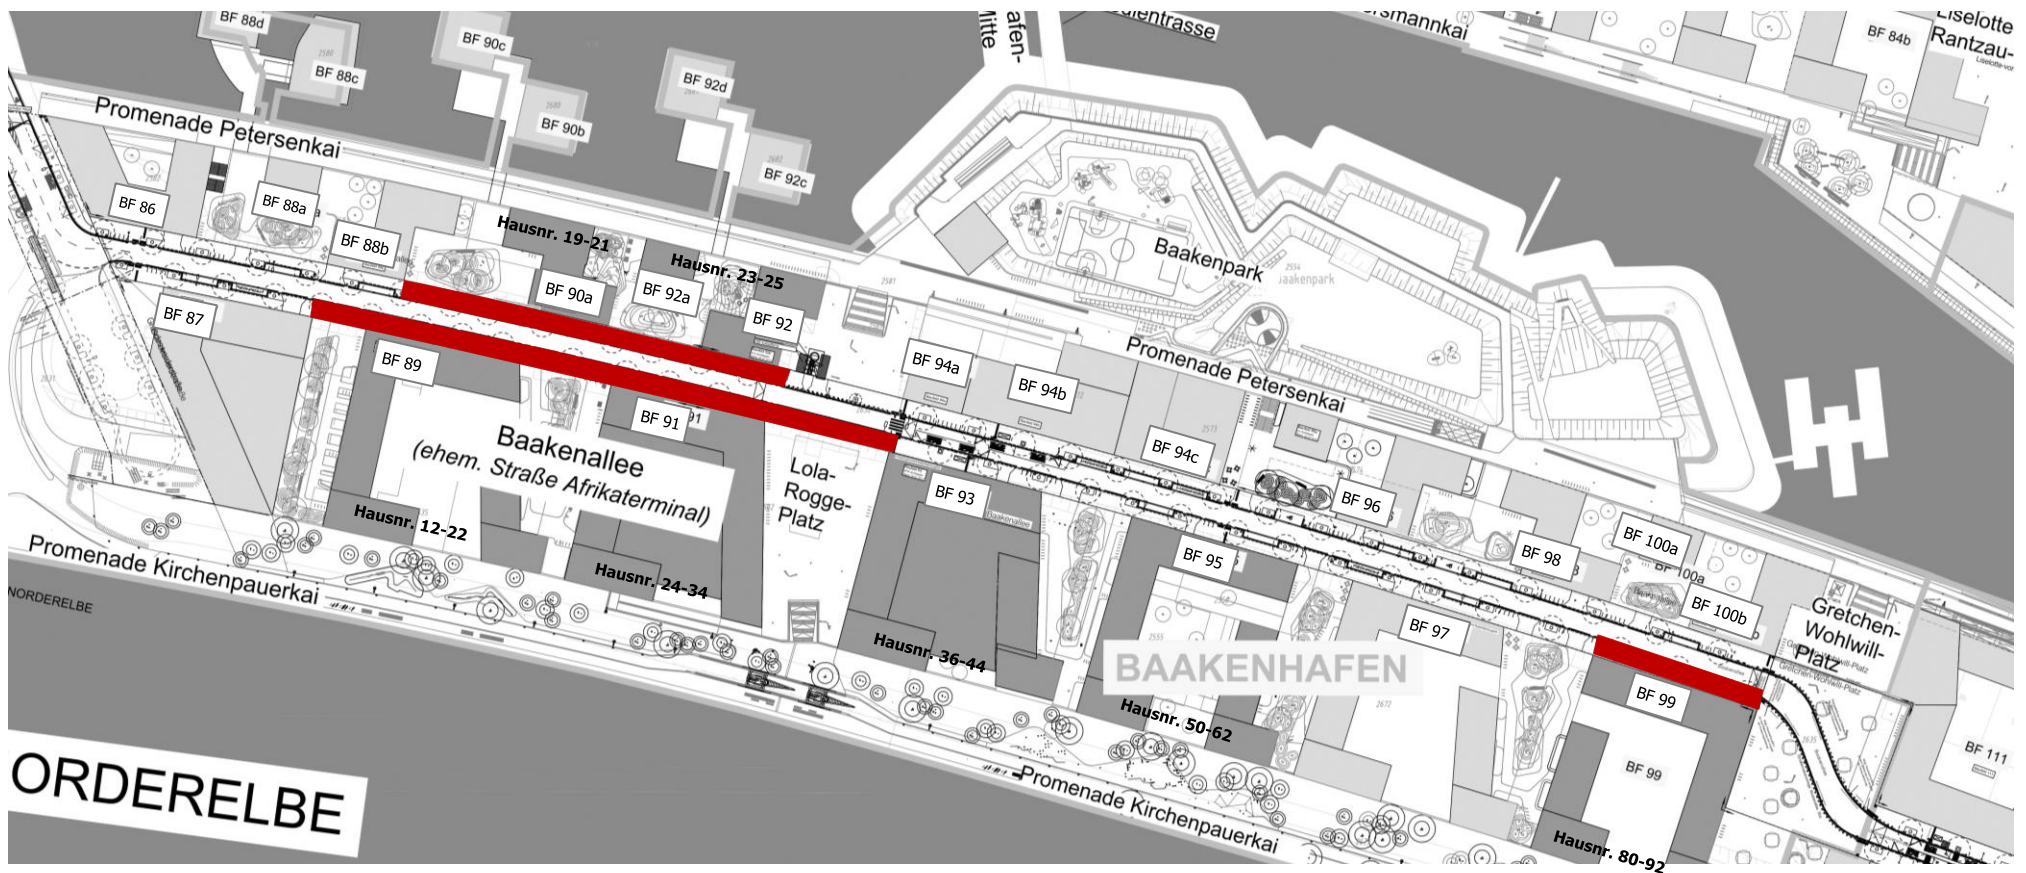 BF 88d
BF 88c
BF 90c
BF 90b
BF 92d
BF 92c
BF 84b
Liselotte
Rantzau-
Promenade Petersenkai
BF 86
BF 88a
BF 88b
Hausnr. 19-21
BF 90a
BF 92a
Hausnr. 23-25
BF 92
Baakenpark
BF 87
BF 89
BF 91
Baakenallee
(ehem. Straße Afrikaterminal)
Lola-
Rogge-
Platz
BF 94a
BF 94b
BF 94c
Promenade Petersenkai
BF 93
BF 95
BF 96
BF 97
BF 98
BF 100a
BF 100b
Gretchen-
Wohlwill-
Platz
BF 99
BF 99
BF 111
Hausnr. 12-22
Hausnr. 24-34
Hausnr. 36-44
Hausnr. 50-62
Hausnr. 80-92
BAAKENHAFEN
Promenade Kirchenpauerkai
NORDERELBE
ORDERELBE
Promenade Kirchenpauerkai